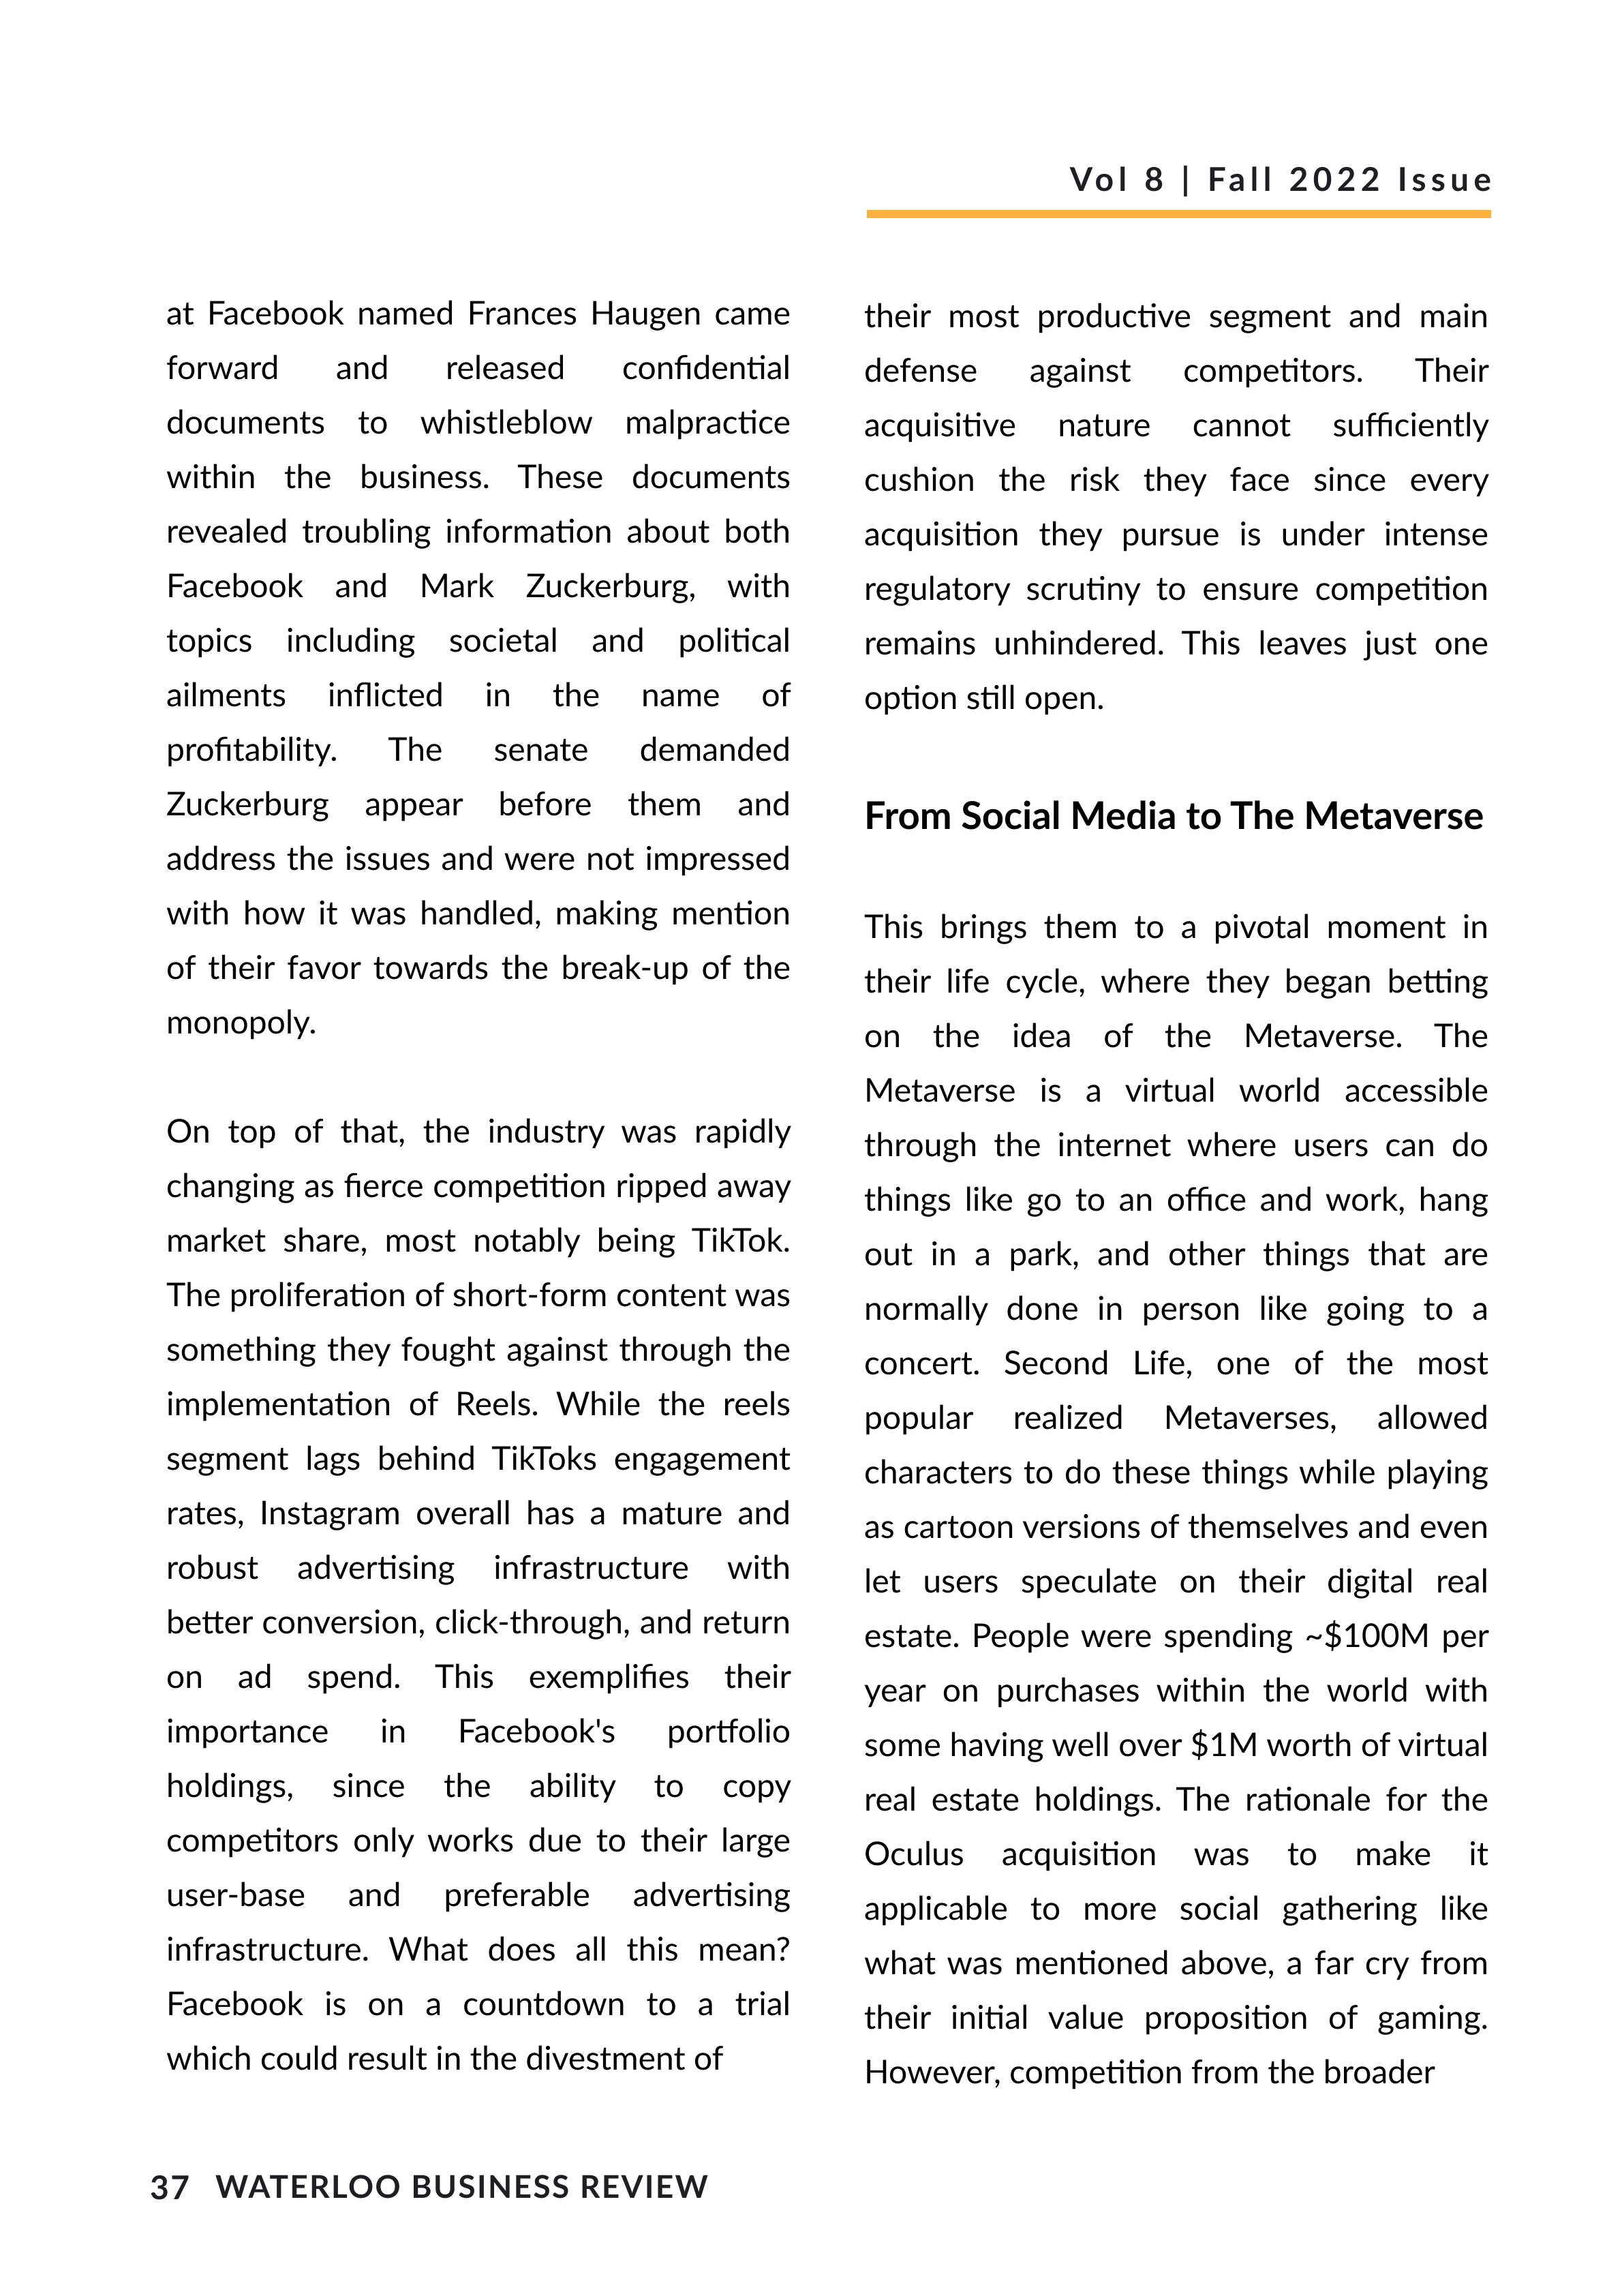 Vol 8 | Fall 2022 Issue
at Facebook named Frances Haugen came
forward and released confidential
documents to whistleblow malpractice
within the business. These documents
revealed troubling information about both
Facebook and Mark Zuckerburg, with
topics including societal and political
ailments inflicted in the name of
profitability. The senate demanded
Zuckerburg appear before them and
address the issues and were not impressed
with how it was handled, making mention
of their favor towards the break-up of the
monopoly.
On top of that, the industry was rapidly
changing as fierce competition ripped away
market share, most notably being TikTok.
The proliferation of short-form content was
something they fought against through the
implementation of Reels. While the reels
segment lags behind TikToks engagement
rates, Instagram overall has a mature and
robust advertising infrastructure with
better conversion, click-through, and return
on ad spend. This exemplifies their
importance in Facebook's portfolio
holdings, since the ability to copy
competitors only works due to their large
user-base and preferable advertising
infrastructure. What does all this mean?
Facebook is on a countdown to a trial
which could result in the divestment of
their most productive segment and main
defense against competitors. Their
acquisitive nature cannot sufficiently
cushion the risk they face since every
acquisition they pursue is under intense
regulatory scrutiny to ensure competition
remains unhindered. This leaves just one
option still open.
From Social Media to The Metaverse
This brings them to a pivotal moment in
their life cycle, where they began betting
on the idea of the Metaverse. The
Metaverse is a virtual world accessible
through the internet where users can do
things like go to an office and work, hang
out in a park, and other things that are
normally done in person like going to a
concert. Second Life, one of the most
popular realized Metaverses, allowed
characters to do these things while playing
as cartoon versions of themselves and even
let users speculate on their digital real
estate. People were spending ~$100M per
year on purchases within the world with
some having well over $1M worth of virtual
real estate holdings. The rationale for the
Oculus acquisition was to make it
applicable to more social gathering like
what was mentioned above, a far cry from
their initial value proposition of gaming.
However, competition from the broader
37 WATERLOO BUSINESS REVIEW